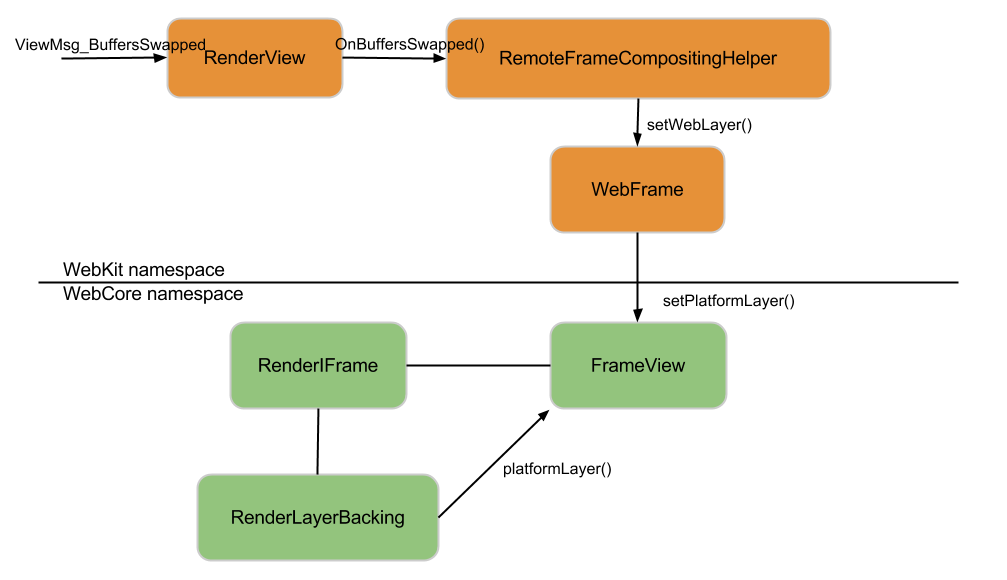 ViewMsg_BuffersSwapped
RenderView
OnBuffersSwapped()
RemoteFrameCompositingHelper
setWebLayer()
WebFrame
WebKit namespace
WebCore namespace
setPlatformLayer()
RenderIFrame
FrameView
platformLayer()
RenderLayerBacking